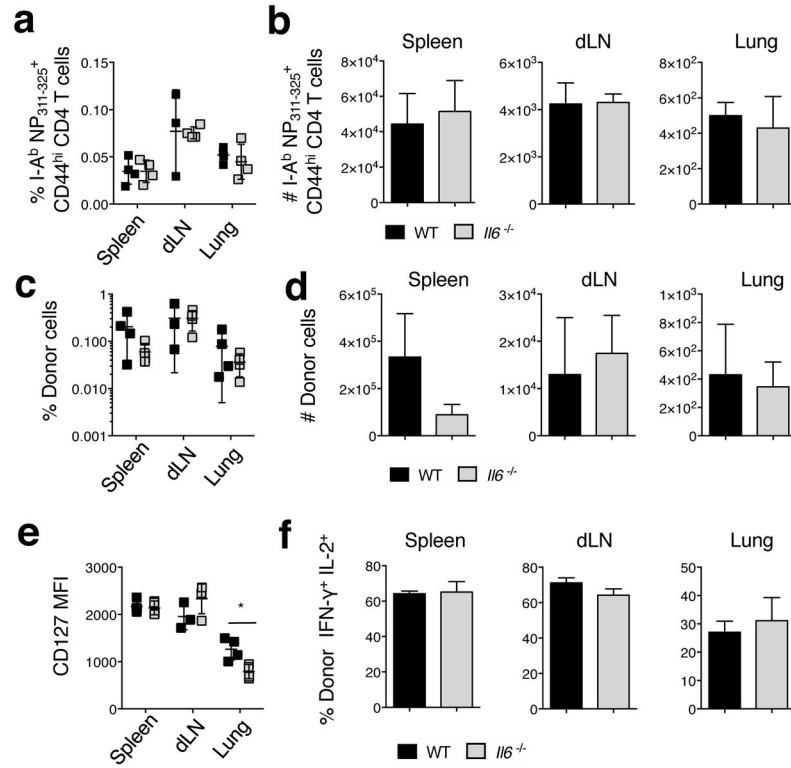 a
% I-Aᵇ NP₃₁₁₋₃₂₅⁺
CD44ʰⁱ CD4 T cells
0.15
0.10
0.05
0.00
Spleen
dLN
Lung
b
# I-Aᵇ NP₃₁₁₋₃₂₅⁺
CD44ʰⁱ CD4 T cells
Spleen
8×10⁴
6×10⁴
4×10⁴
2×10⁴
0
dLN
6×10³
4×10³
2×10³
0
Lung
8×10²
6×10²
4×10²
2×10²
0
WT
Il6⁻/⁻
c
% Donor cells
1
0.100
0.010
0.001
Spleen
dLN
Lung
d
# Donor cells
Spleen
6×10⁵
4×10⁵
2×10⁵
0
dLN
3×10⁴
2×10⁴
1×10⁴
0
Lung
1×10³
8×10²
6×10²
4×10²
2×10²
0
WT
Il6⁻/⁻
e
CD127 MFI
3000
2000
1000
0
*
Spleen
dLN
Lung
f
% Donor IFN-γ⁺ IL-2⁺
Spleen
80
60
40
20
0
dLN
80
60
40
20
0
Lung
50
40
30
20
10
0
WT
Il6⁻/⁻